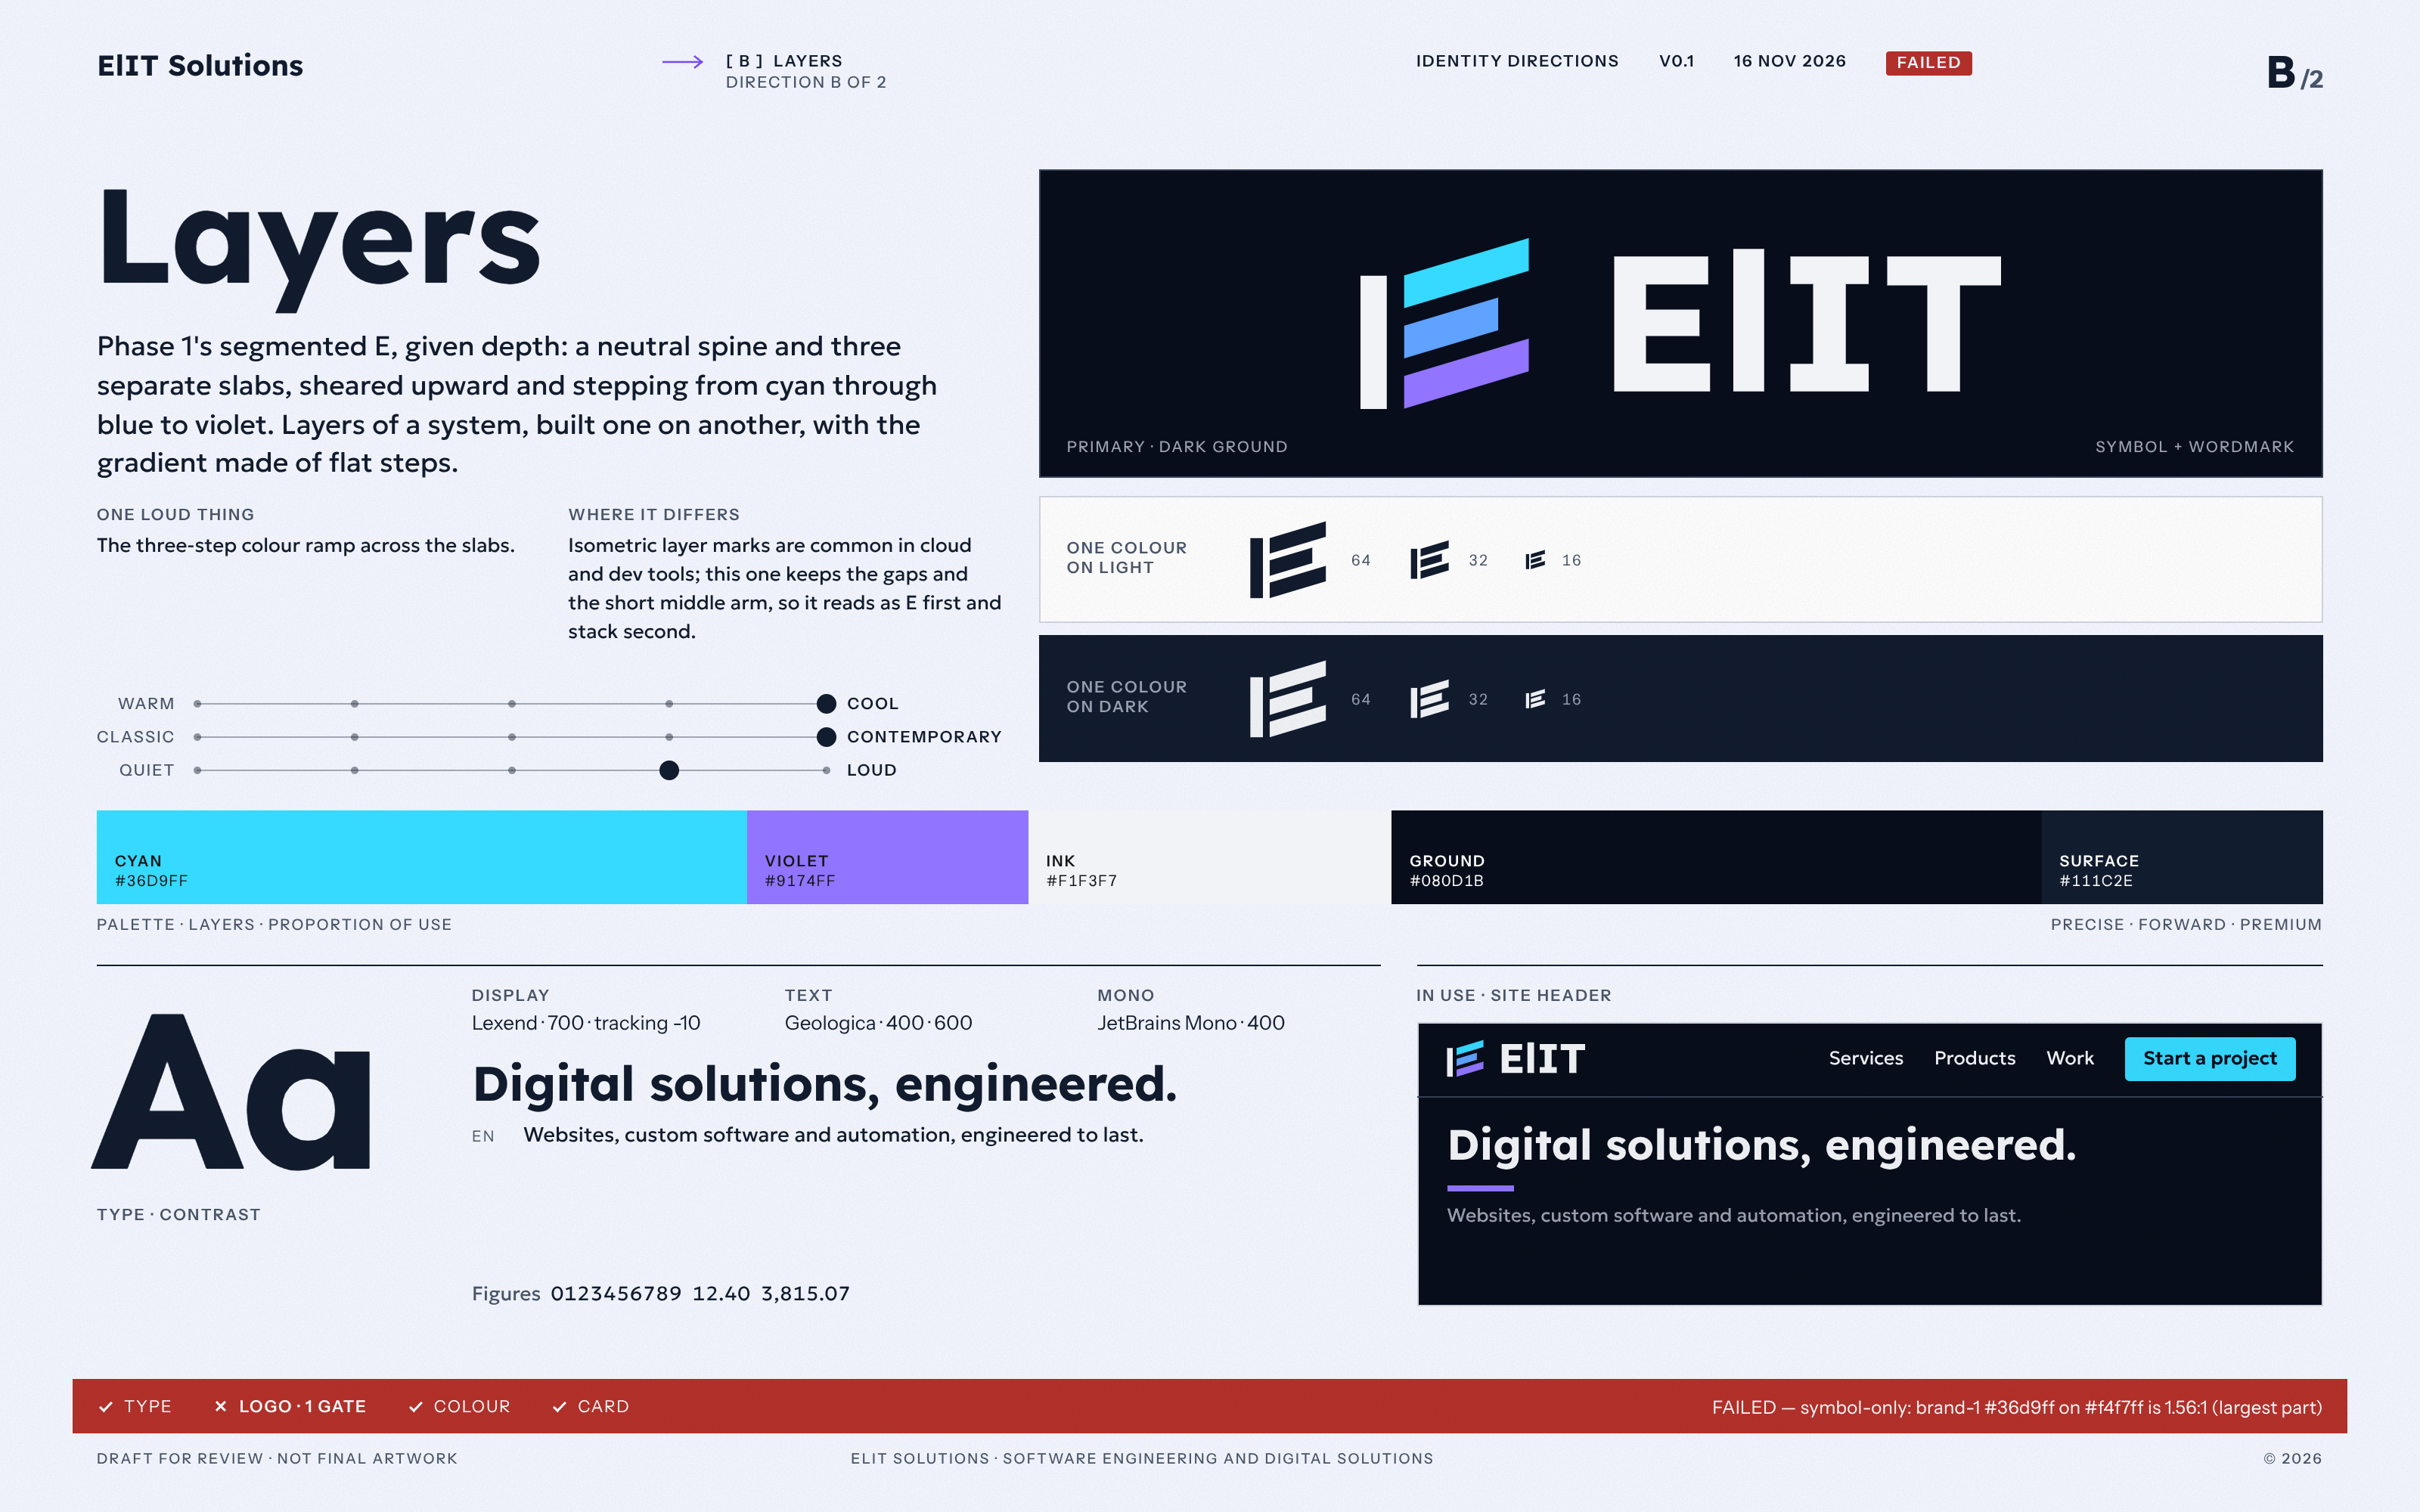 ElIT Solutions
[ B ] LAYERS
DIRECTION B OF 2
IDENTITY DIRECTIONS V0.1 16 NOV 2026 FAILED
B/2
Layers
Phase 1's segmented E, given depth: a neutral spine and three
separate slabs, sheared upward and stepping from cyan through
blue to violet. Layers of a system, built one on another, with the
gradient made of flat steps.
ONE LOUD THING
The three-step colour ramp across the slabs.
WHERE IT DIFFERS
Isometric layer marks are common in cloud
and dev tools; this one keeps the gaps and
the short middle arm, so it reads as E first and
stack second.
WARM COOL
CLASSIC CONTEMPORARY
QUIET LOUD
ElIT
PRIMARY · DARK GROUND
SYMBOL + WORDMARK
ONE COLOUR
ON LIGHT
64 32 16
ONE COLOUR
ON DARK
64 32 16
CYAN
#36D9FF
VIOLET
#9174FF
INK
#F1F3F7
GROUND
#080D1B
SURFACE
#111C2E
PALETTE · LAYERS · PROPORTION OF USE
PRECISE · FORWARD · PREMIUM
Aa
TYPE · CONTRAST
DISPLAY
Lexend · 700 · tracking -10
TEXT
Geologica · 400 · 600
MONO
JetBrains Mono · 400
Digital solutions, engineered.
EN Websites, custom software and automation, engineered to last.
Figures 0123456789 12.40 3,815.07
IN USE · SITE HEADER
ElIT Services Products Work Start a project
Digital solutions, engineered.
Websites, custom software and automation, engineered to last.
✓ TYPE ✕ LOGO · 1 GATE ✓ COLOUR ✓ CARD
FAILED — symbol-only: brand-1 #36d9ff on #f4f7ff is 1.56:1 (largest part)
DRAFT FOR REVIEW · NOT FINAL ARTWORK
ELIT SOLUTIONS · SOFTWARE ENGINEERING AND DIGITAL SOLUTIONS
© 2026